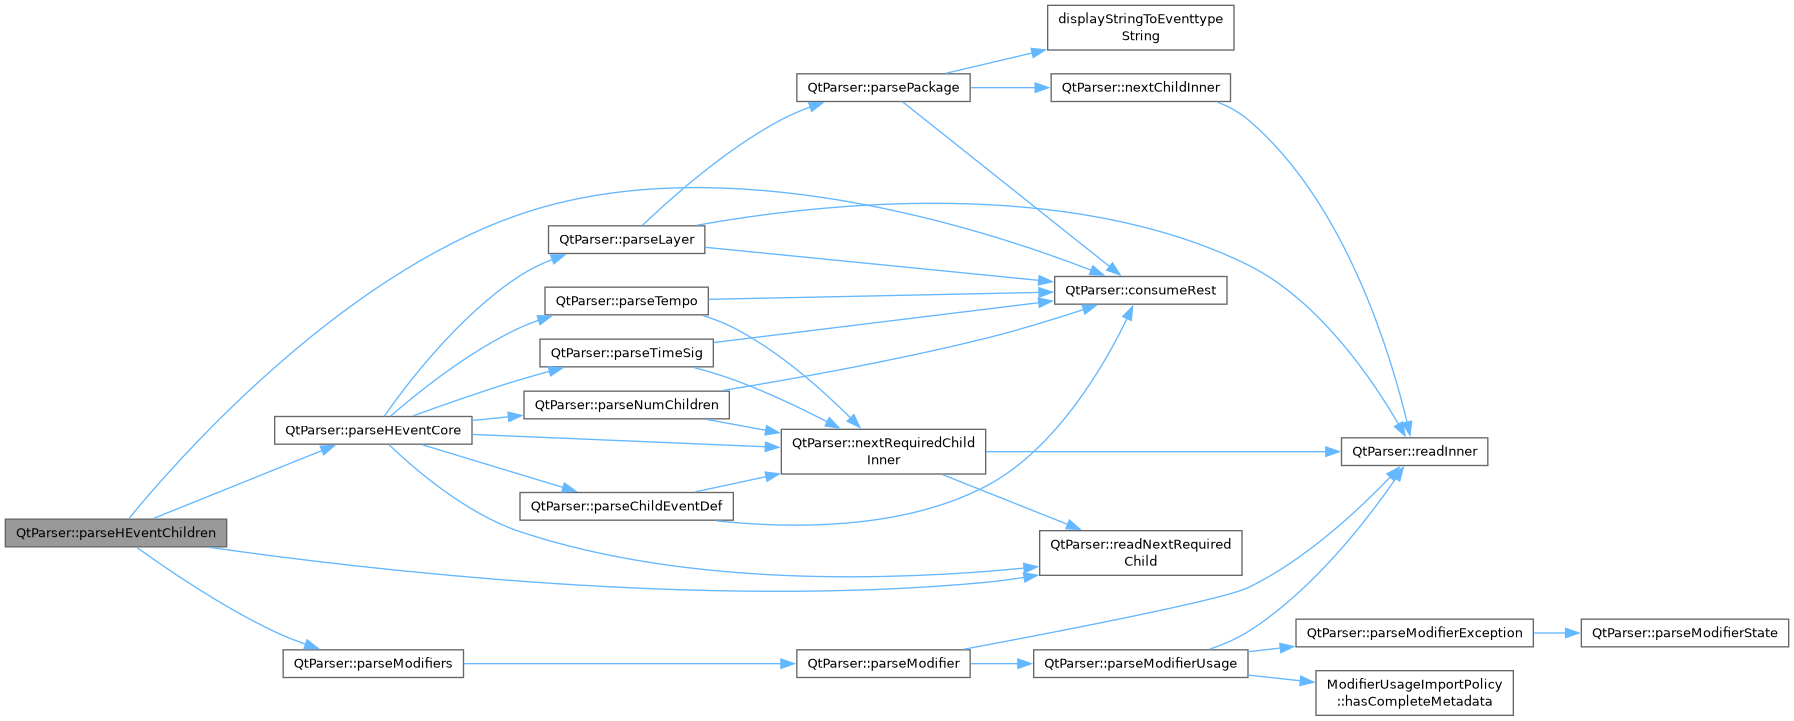 displayStringToEventtype
String
QtParser::parsePackage
QtParser::nextChildInner
QtParser::parseLayer
QtParser::consumeRest
QtParser::parseTempo
QtParser::parseTimeSig
QtParser::parseNumChildren
QtParser::parseHEventCore
QtParser::nextRequiredChild
Inner
QtParser::readInner
QtParser::parseChildEventDef
QtParser::parseHEventChildren
QtParser::readNextRequired
Child
QtParser::parseModifiers
QtParser::parseModifier
QtParser::parseModifierUsage
QtParser::parseModifierException
QtParser::parseModifierState
ModifierUsageImportPolicy
::hasCompleteMetadata